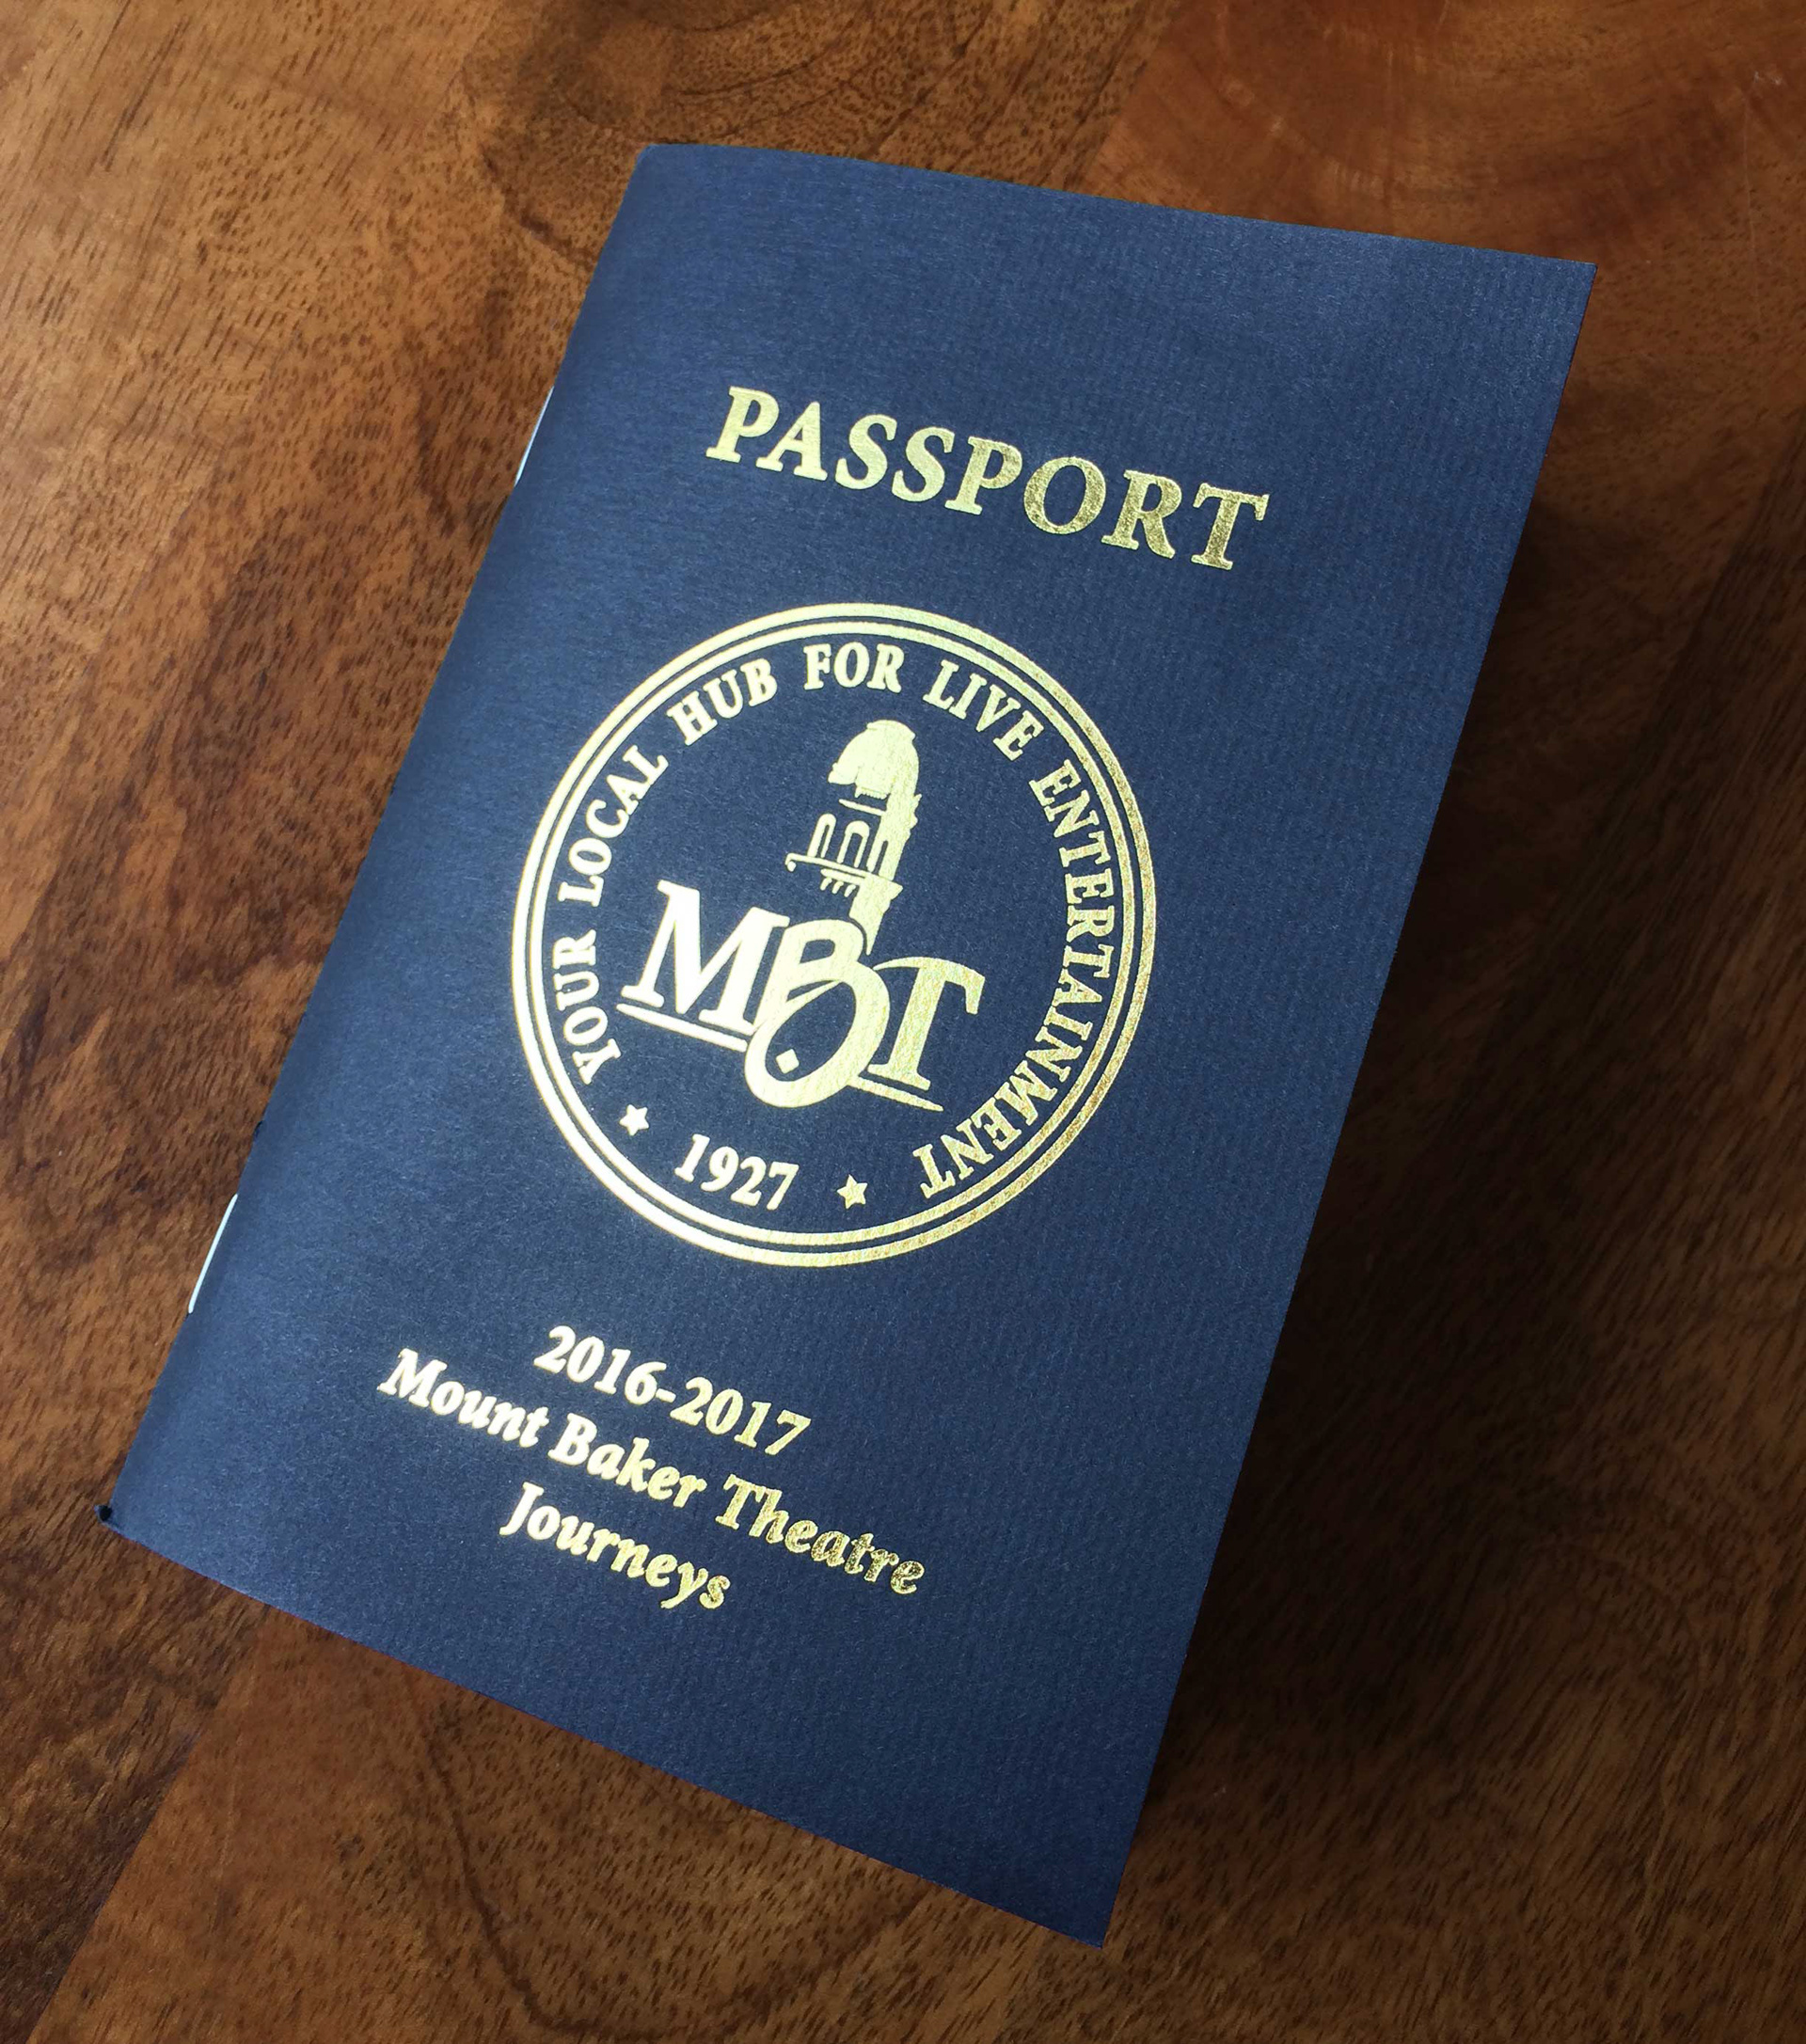 PASSPORT
YOUR LOCAL HUB FOR LIVE ENTERTAINMENT
MBT
★ 1927 ★
2016-2017
Mount Baker Theatre
Journeys